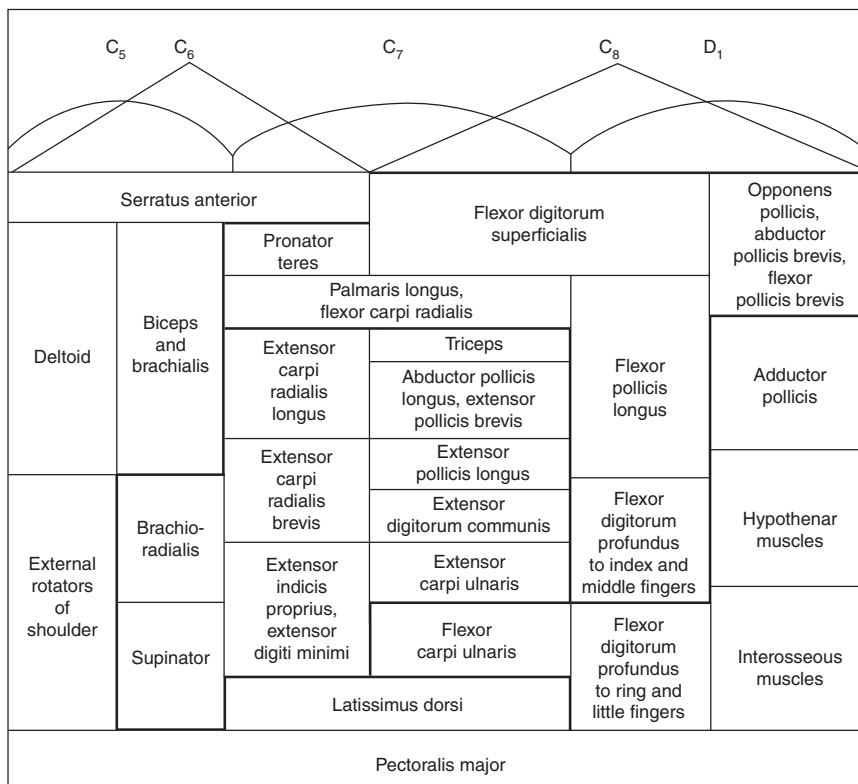 C5 C6 C7 C8 D1
Serratus anterior
Flexor digitorum
superficialis
Opponens
pollicis,
abductor
pollicis brevis,
flexor
pollicis brevis
Pronator
teres
Palmaris longus,
flexor carpi radialis
Deltoid
Biceps
and
brachialis
Extensor
carpi
radialis
longus
Triceps
Abductor pollicis
longus, extensor
pollicis brevis
Flexor
pollicis
longus
Adductor
pollicis
Extensor
carpi
radialis
brevis
Extensor
pollicis longus
Extensor
digitorum communis
External
rotators
of
shoulder
Brachio-
radialis
Flexor
digitorum
profundus
to index and
middle fingers
Hypothenar
muscles
Extensor
indicis
proprius,
extensor
digiti minimi
Extensor
carpi ulnaris
Supinator
Flexor
carpi ulnaris
Flexor
digitorum
profundus
to ring and
little fingers
Interosseous
muscles
Latissimus dorsi
Pectoralis major